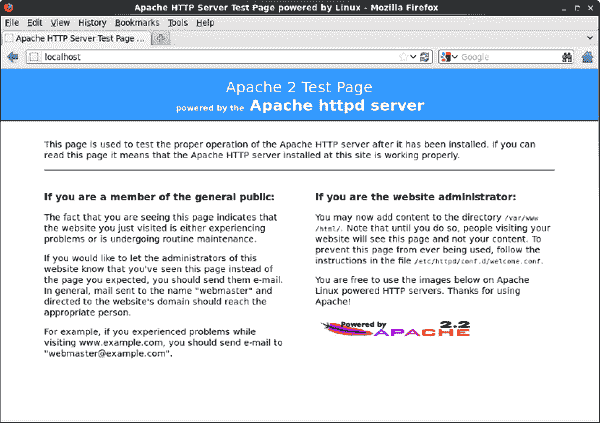 Apache HTTP Server Test Page powered by Linux - Mozilla Firefox
File Edit View History Bookmarks Tools Help
Apache HTTP Server Test Page ...
localhost
Google
Apache 2 Test Page
powered by the Apache httpd server
This page is used to test the proper operation of the Apache HTTP server after it has been installed. If you can
read this page it means that the Apache HTTP server installed at this site is working properly.
If you are a member of the general public:
The fact that you are seeing this page indicates that
the website you just visited is either experiencing
problems or is undergoing routine maintenance.
If you would like to let the administrators of this
website know that you've seen this page instead of
the page you expected, you should send them e-mail.
In general, mail sent to the name "webmaster" and
directed to the website's domain should reach the
appropriate person.
For example, if you experienced problems while
visiting www.example.com, you should send e-mail to
"webmaster@example.com".
If you are the website administrator:
You may now add content to the directory /var/www
/html/. Note that until you do so, people visiting your
website will see this page and not your content. To
prevent this page from ever being used, follow the
instructions in the file /etc/httpd/conf.d/welcome.conf.
You are free to use the images below on Apache
Linux powered HTTP servers. Thanks for using
Apache!
Powered by 2.2
APACHE